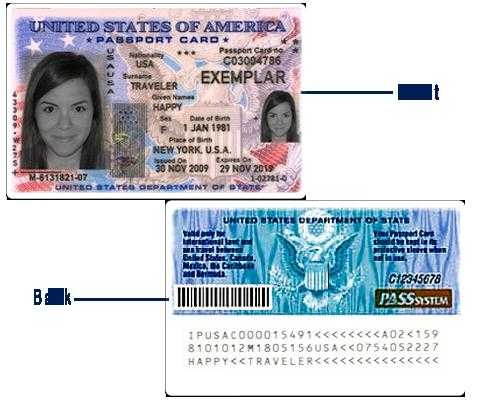 UNITED STATES OF AMERICA
★ PASSPORT CARD ★
Nationality
USA
★★★
Passport Card no.
C03004786
USA USA
EXEMPLAR
Surname
TRAVELER
Given Names
HAPPY
Sex
F
Date of Birth
1 JAN 1981
Place of Birth
NEW YORK, U.S.A.
Issued On
30 NOV 2009
Expires On
29 NOV 2019
M-6131821-07
1-02781-0
UNITED STATES DEPARTMENT OF STATE
UNITED STATES DEPARTMENT OF STATE
Valid only for
international land and
sea travel between
United States, Canada,
Mexico, the Caribbean
and Bermuda.
Your Passport Card
should be kept in its
protective sleeve when
not in use.
C12345678
PASS SYSTEM
IPUSAC000015491<<<<<<<<A02<159
8101012M1805156USA<<0754052227
HAPPY<<TRAVELER<<<<<<<<<<<<<<<